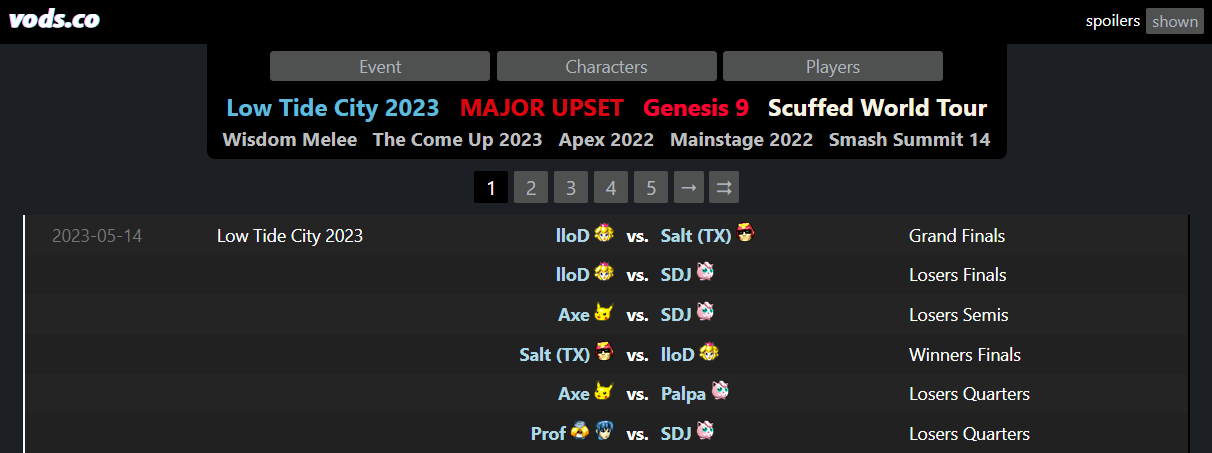 vods.co spoilers shown
Event Characters Players
Low Tide City 2023 MAJOR UPSET Genesis 9 Scuffed World Tour
Wisdom Melee The Come Up 2023 Apex 2022 Mainstage 2022 Smash Summit 14
1 2 3 4 5 → ⇉
2023-05-14 Low Tide City 2023 lloD vs. Salt (TX) Grand Finals
lloD vs. SDJ Losers Finals
Axe vs. SDJ Losers Semis
Salt (TX) vs. lloD Winners Finals
Axe vs. Palpa Losers Quarters
Prof vs. SDJ Losers Quarters